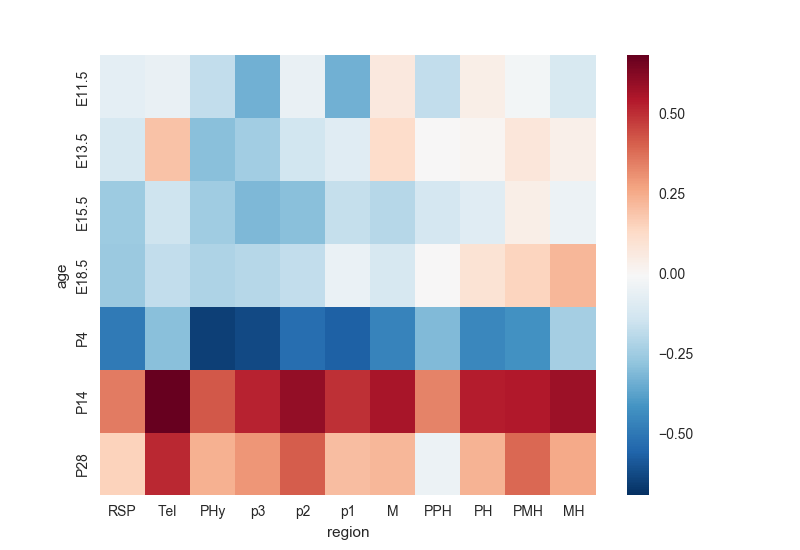 E11.5
E13.5
E15.5
E18.5
P4
P14
P28
age
RSP Tel PHy p3 p2 p1 M PPH PH PMH MH
region
0.50
0.25
0.00
−0.25
−0.50